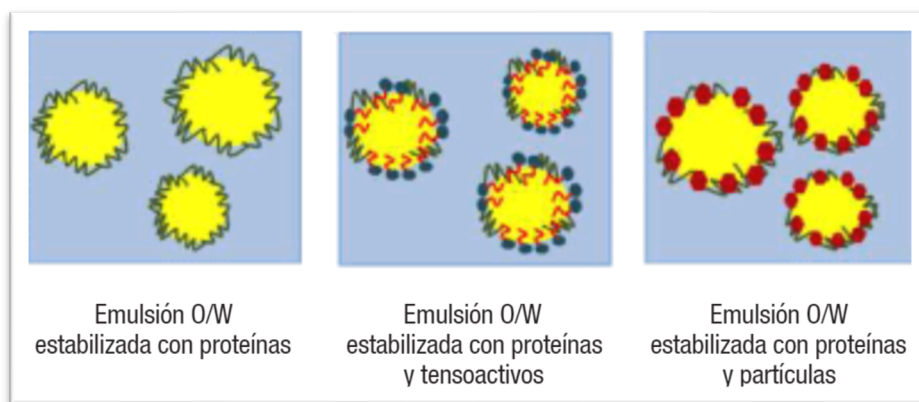 Emulsión O/W
estabilizada con proteínas
Emulsión O/W
estabilizada con proteínas
y tensoactivos
Emulsión O/W
estabilizada con proteínas
y partículas